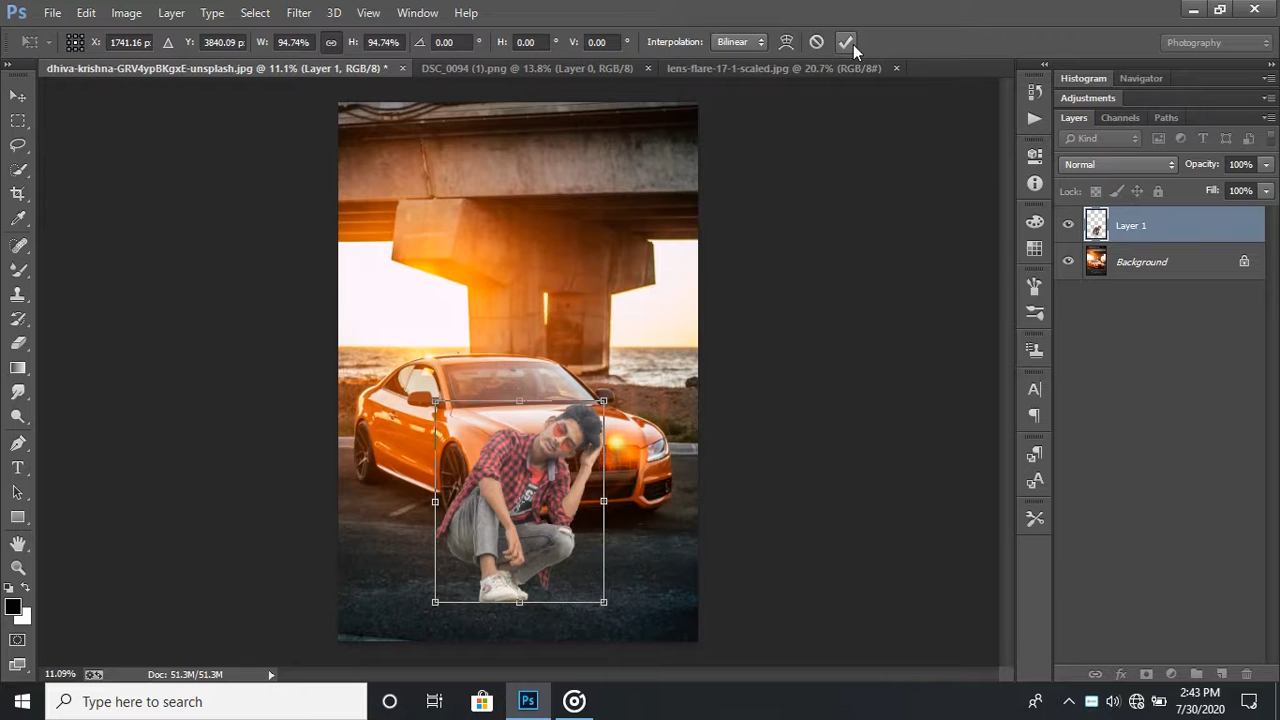 Ps File Edit Image Layer Type Select Filter 3D View Window Help
X: 1741.16 p: Y: 3840.09 p: W: 94.74% H: 94.74% 0.00 ° H: 0.00 ° V: 0.00 ° Interpolation: Bilinear Photography
dhiva-krishna-GRV4ypBKgxE-unsplash.jpg @ 11.1% (Layer 1, RGB/8) * × DSC_0094 (1).png @ 13.8% (Layer 0, RGB/8) × lens-flare-17-1-scaled.jpg @ 20.7% (RGB/8#) ×
Histogram Navigator
Adjustments
Layers Channels Paths
Kind
Normal Opacity: 100%
Lock: Fill: 100%
Layer 1
Background
11.09% Doc: 51.3M/51.3M
Type here to search
Ps
2:43 PM
7/30/2020